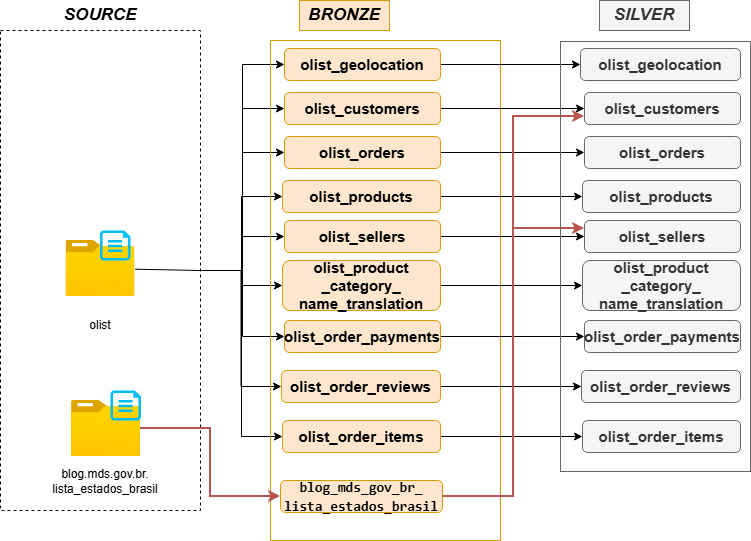 SOURCE
BRONZE
SILVER
olist
blog.mds.gov.br.
lista_estados_brasil
olist_geolocation
olist_customers
olist_orders
olist_products
olist_sellers
olist_product
_category_
name_translation
olist_order_payments
olist_order_reviews
olist_order_items
blog_mds_gov_br_
lista_estados_brasil
olist_geolocation
olist_customers
olist_orders
olist_products
olist_sellers
olist_product
_category_
name_translation
olist_order_payments
olist_order_reviews
olist_order_items